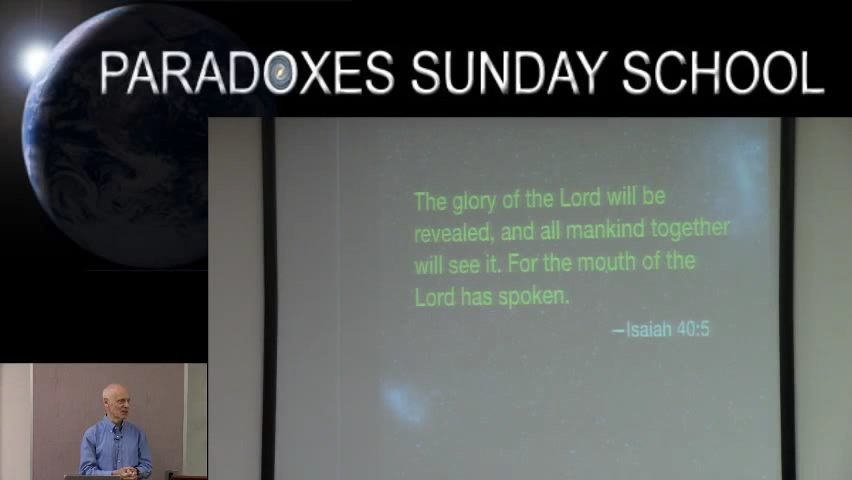 PARADOXES SUNDAY SCHOOL
The glory of the Lord will be
revealed, and all mankind together
will see it. For the mouth of the
Lord has spoken.
—Isaiah 40:5